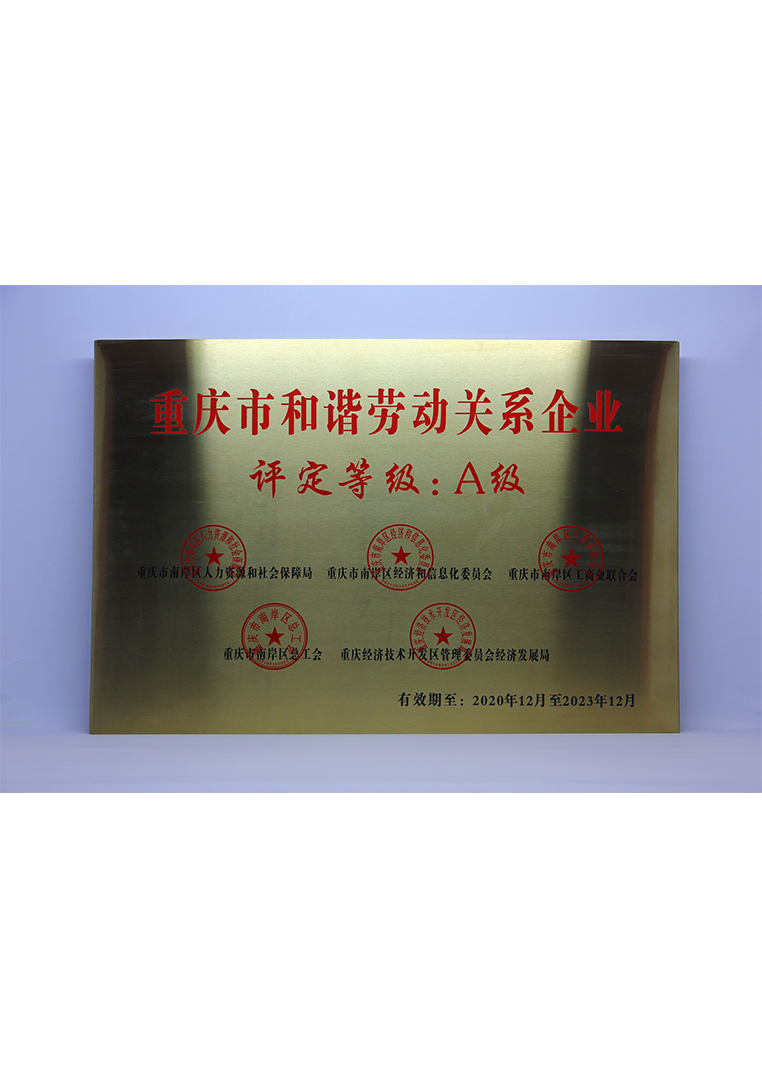 重庆市和谐劳动关系企业
评定等级：A级
重庆市南岸区人力资源和社会保障局 重庆市南岸区经济和信息化委员会 重庆市南岸区工商业联合会
重庆市南岸区总工会 重庆经济技术开发区管理委员会经济发展局
有效期至：2020年12月至2023年12月